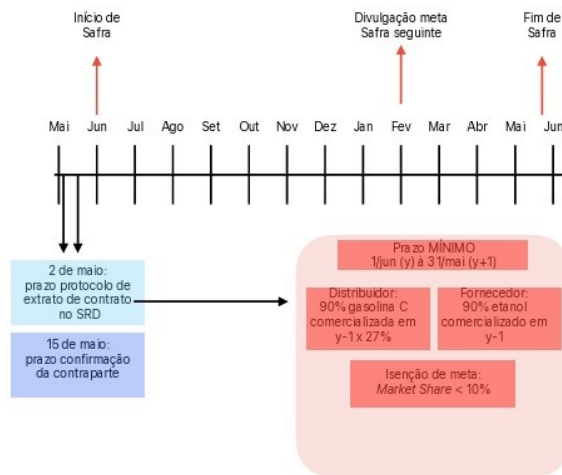 Início de
Safra
Divulgação meta
Safra seguinte
Fim de
Safra
Mai Jun Jul Ago Set Out Nov Dez Jan Fev Mar Abr Mai Jun
2 de maio:
prazo protocolo de
extrato de contrato
no SRD
15 de maio:
prazo confirmação
da contraparte
Prazo MÍNIMO
1/jun (y) à 31/mai (y+1)
Distribuidor:
90% gasolina C
comercializada em
y-1 x 27%
Fornecedor:
90% etanol
comercializado em
y-1
Isenção de meta:
Market Share < 10%